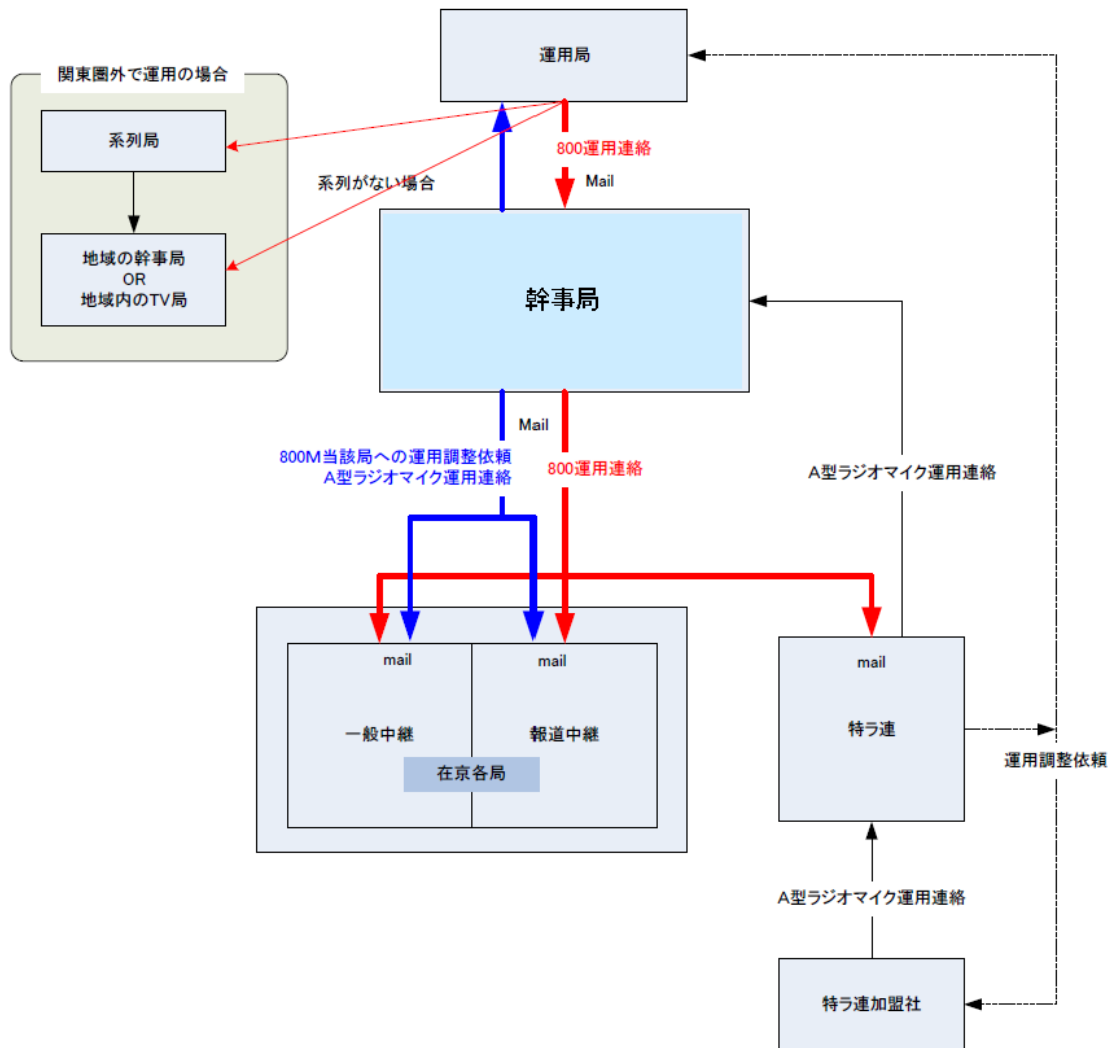 運用局
関東圏外で運用の場合
系列局
800運用連絡
Mail
系列がない場合
地域の幹事局
OR
地域内のTV局
幹事局
Mail
800M当該局への運用調整依頼
A型ラジオマイク運用連絡
800運用連絡
A型ラジオマイク運用連絡
mail
mail
mail
一般中継
報道中継
特ラ連
在京各局
運用調整依頼
A型ラジオマイク運用連絡
特ラ連加盟社